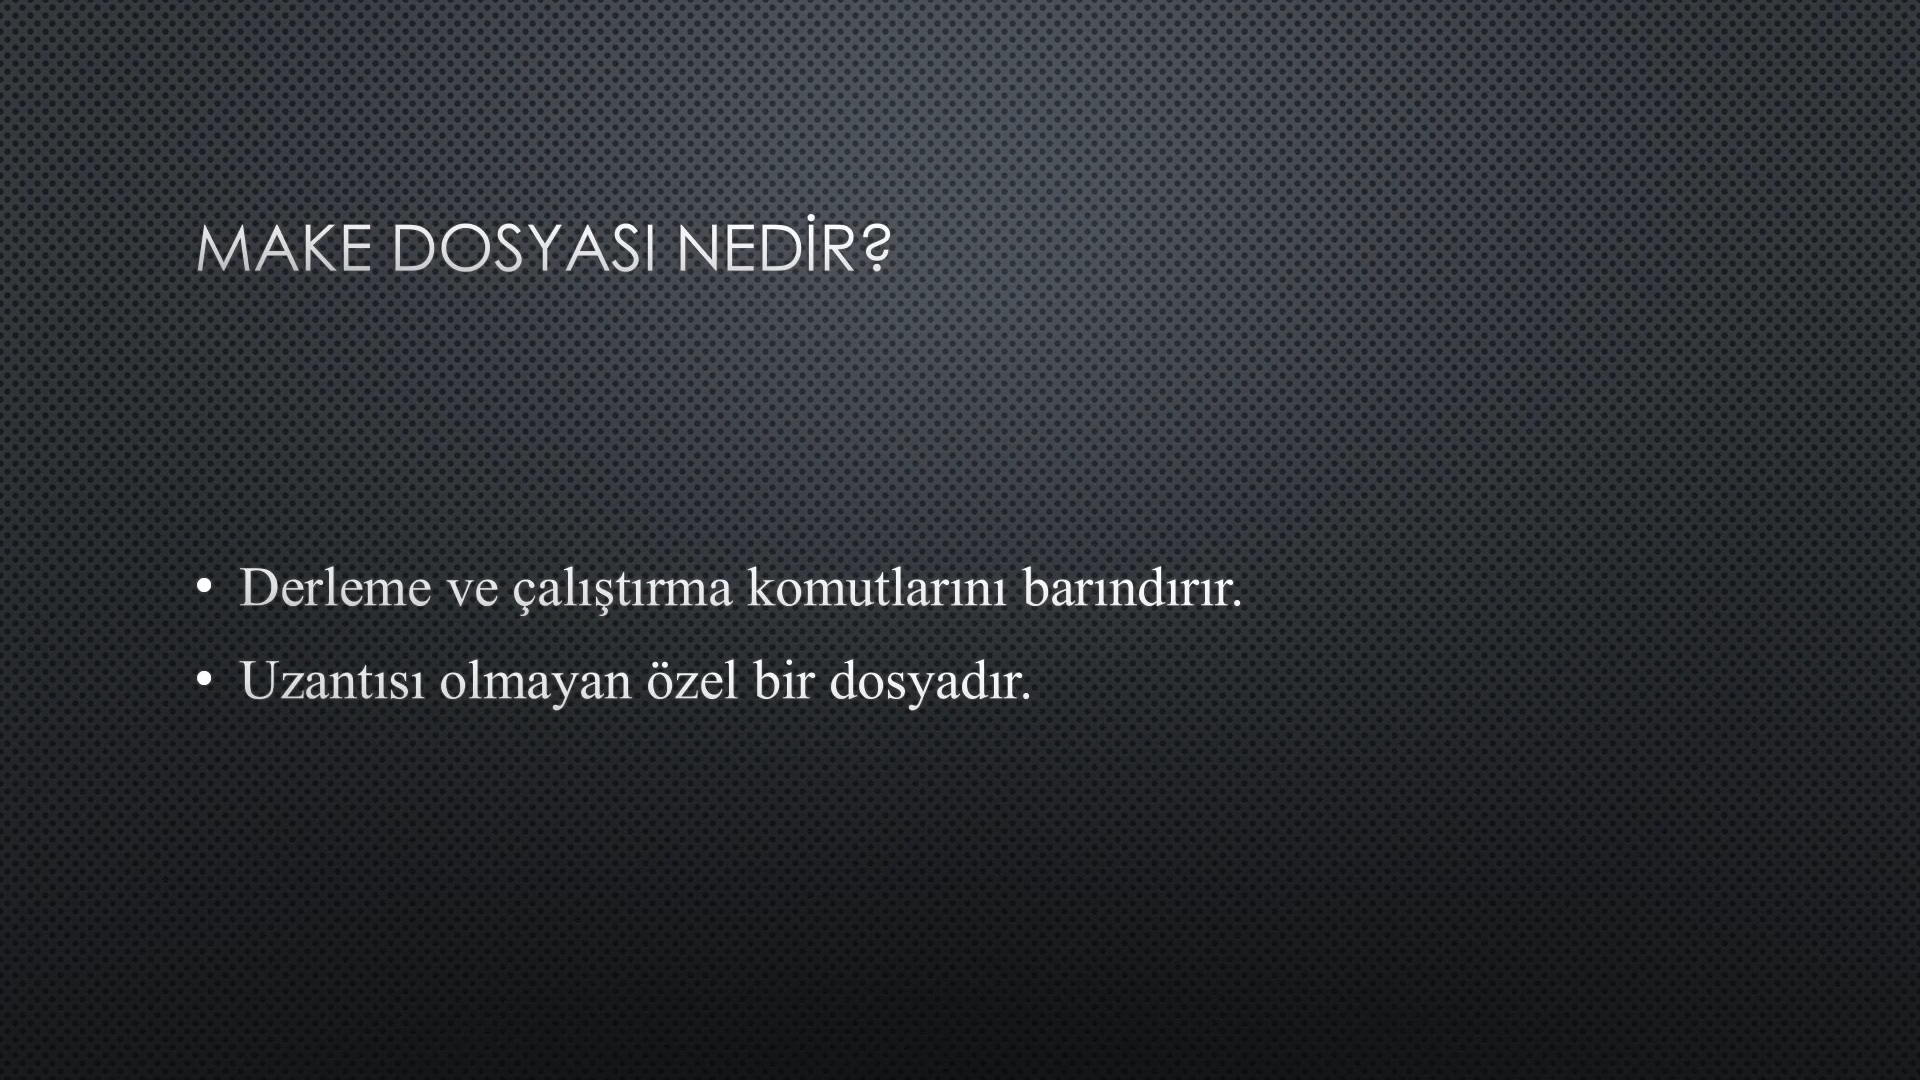 MAKE DOSYASI NEDİR?
• Derleme ve çalıştırma komutlarını barındırır.
• Uzantısı olmayan özel bir dosyadır.